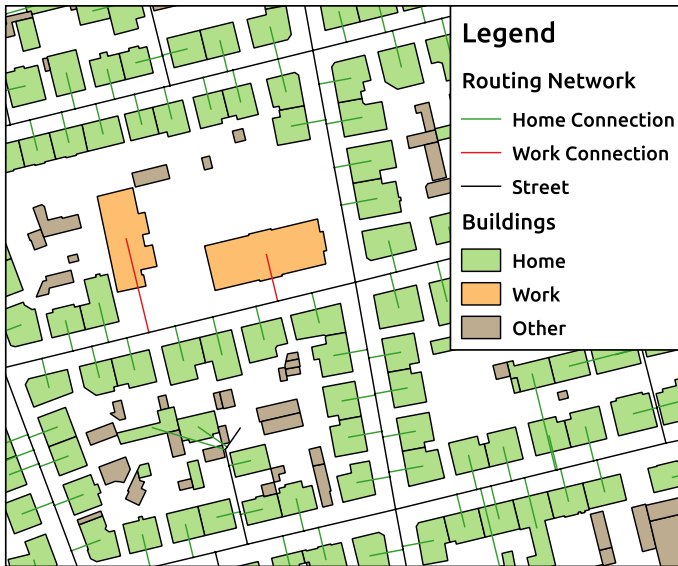 Legend
Routing Network
Home Connection
Work Connection
Street
Buildings
Home
Work
Other